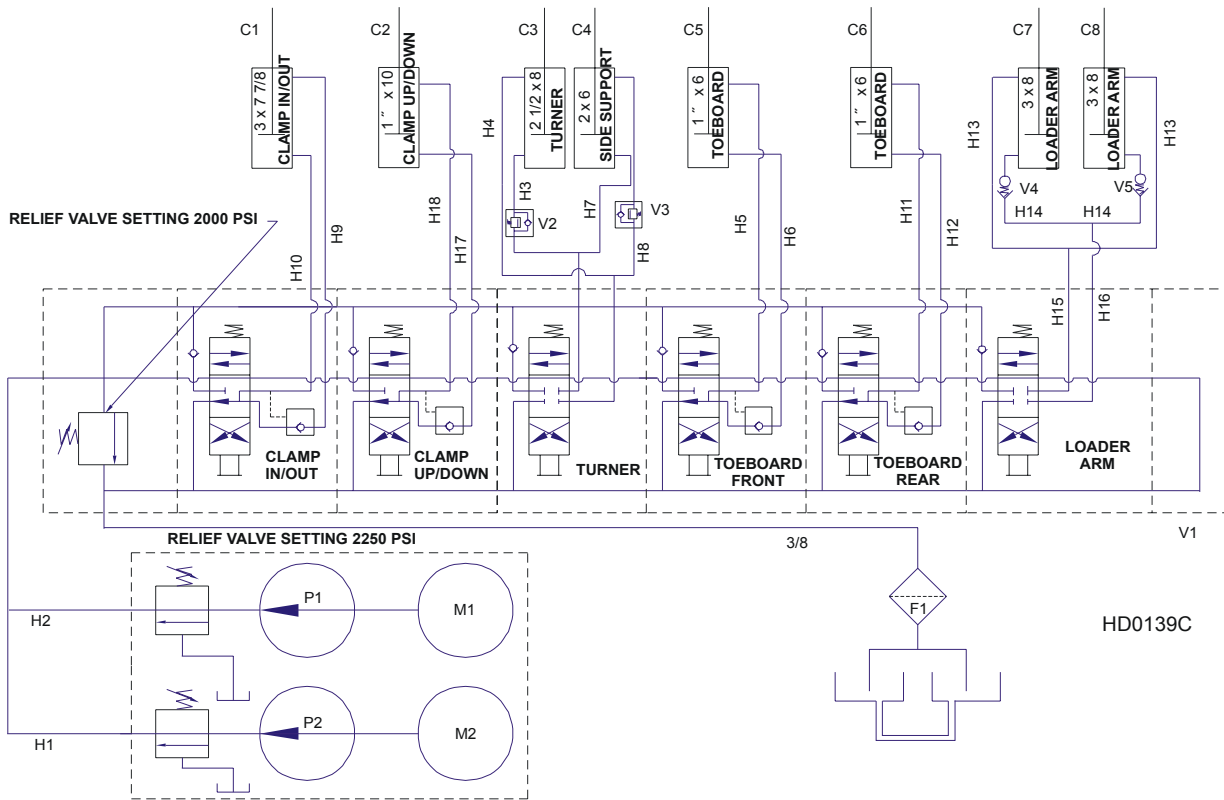 C1
C2
C3
C4
C5
C6
C7
C8
3 x 7 7/8
CLAMP IN/OUT
1 ″ x 10
CLAMP UP/DOWN
2 1/2 x 8
TURNER
2 x 6
SIDE SUPPORT
1 ″ x 6
TOEBOARD
1 ″ x 6
TOEBOARD
3 x 8
LOADER ARM
3 x 8
LOADER ARM
H4
H13
H13
H3
H7
V2
V3
V4
V5
H14
H14
RELIEF VALVE SETTING 2000 PSI
H9
H10
H18
H17
H8
H5
H6
H11
H12
H15
H16
CLAMP
IN/OUT
CLAMP
UP/DOWN
TURNER
TOEBOARD
FRONT
TOEBOARD
REAR
LOADER
ARM
V1
RELIEF VALVE SETTING 2250 PSI
3/8
P1
M1
H2
F1
HD0139C
P2
M2
H1